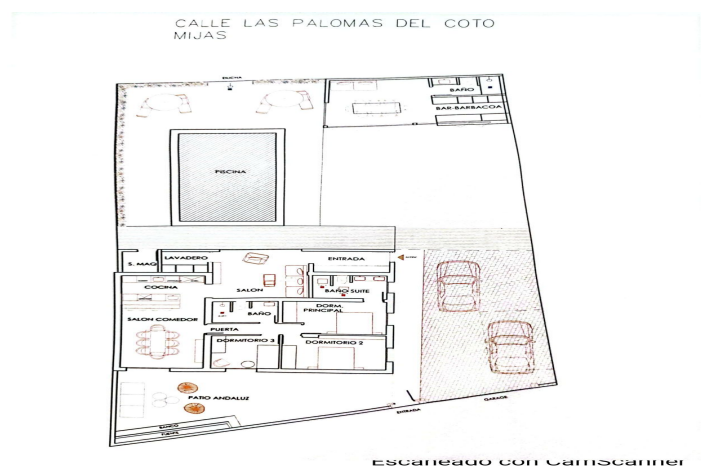 CALLE LAS PALOMAS DEL COTO
MIJAS
DUCHA
BAÑO
BAR-BARBACOA
PISCINA
S. MAQ
LAVADERO
ENTRADA
COCINA
SALON
BAÑO SUITE
DORM.
PRINCIPAL
SALON COMEDOR
BAÑO
PUERTA
DORMITORIO 3
DORMITORIO 2
PATIO ANDALUZ
BANCO
ENTRADA
GARAGE
Escaneado con CamScanner